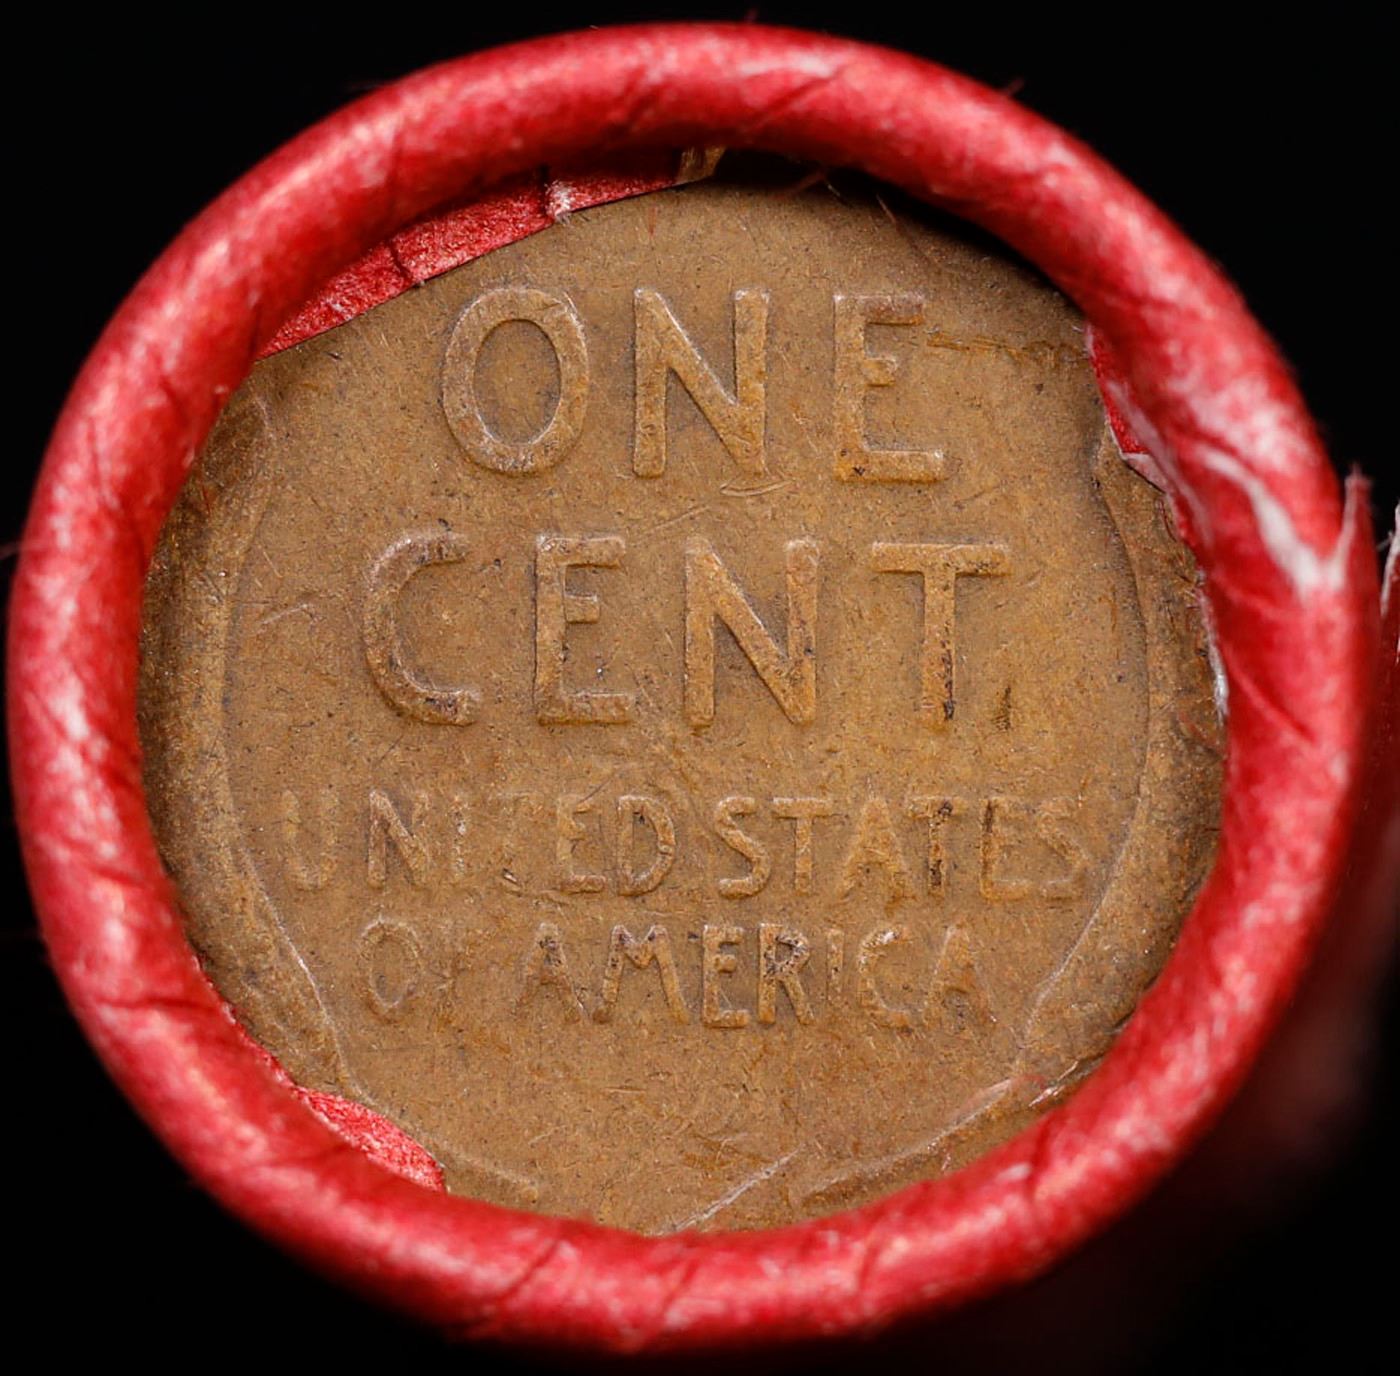 ONE
CENT
UNITED STATES
OF AMERICA